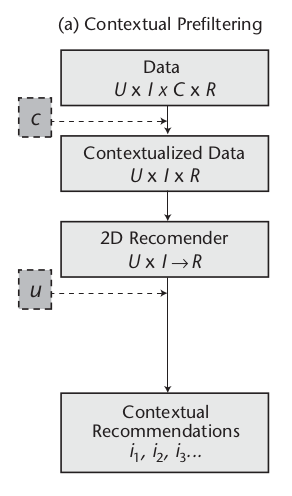 (a) Contextual Prefiltering
Data
U x I x C x R
c
Contextualized Data
U x I x R
2D Recomender
U x I → R
u
Contextual
Recommendations
i₁, i₂, i₃...